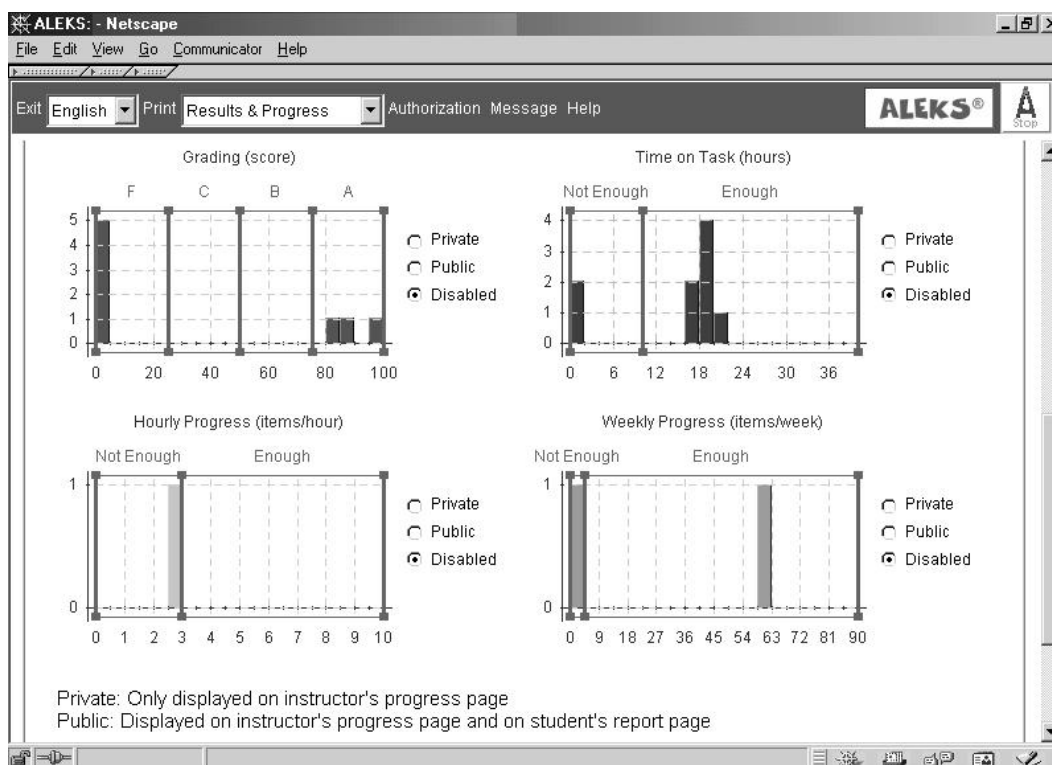 ALEKS: - Netscape
File Edit View Go Communicator Help
Exit English Print Results & Progress Authorization Message Help ALEKS® A Stop
Grading (score)
F C B A
5
4
3
2
1
0
0 20 40 60 80 100
Private
Public
Disabled
Time on Task (hours)
Not Enough Enough
4
3
2
1
0
0 6 12 18 24 30 36
Private
Public
Disabled
Hourly Progress (items/hour)
Not Enough Enough
1
0
0 1 2 3 4 5 6 7 8 9 10
Private
Public
Disabled
Weekly Progress (items/week)
Not Enough Enough
1
0
0 9 18 27 36 45 54 63 72 81 90
Private
Public
Disabled
Private: Only displayed on instructor's progress page
Public: Displayed on instructor's progress page and on student's report page